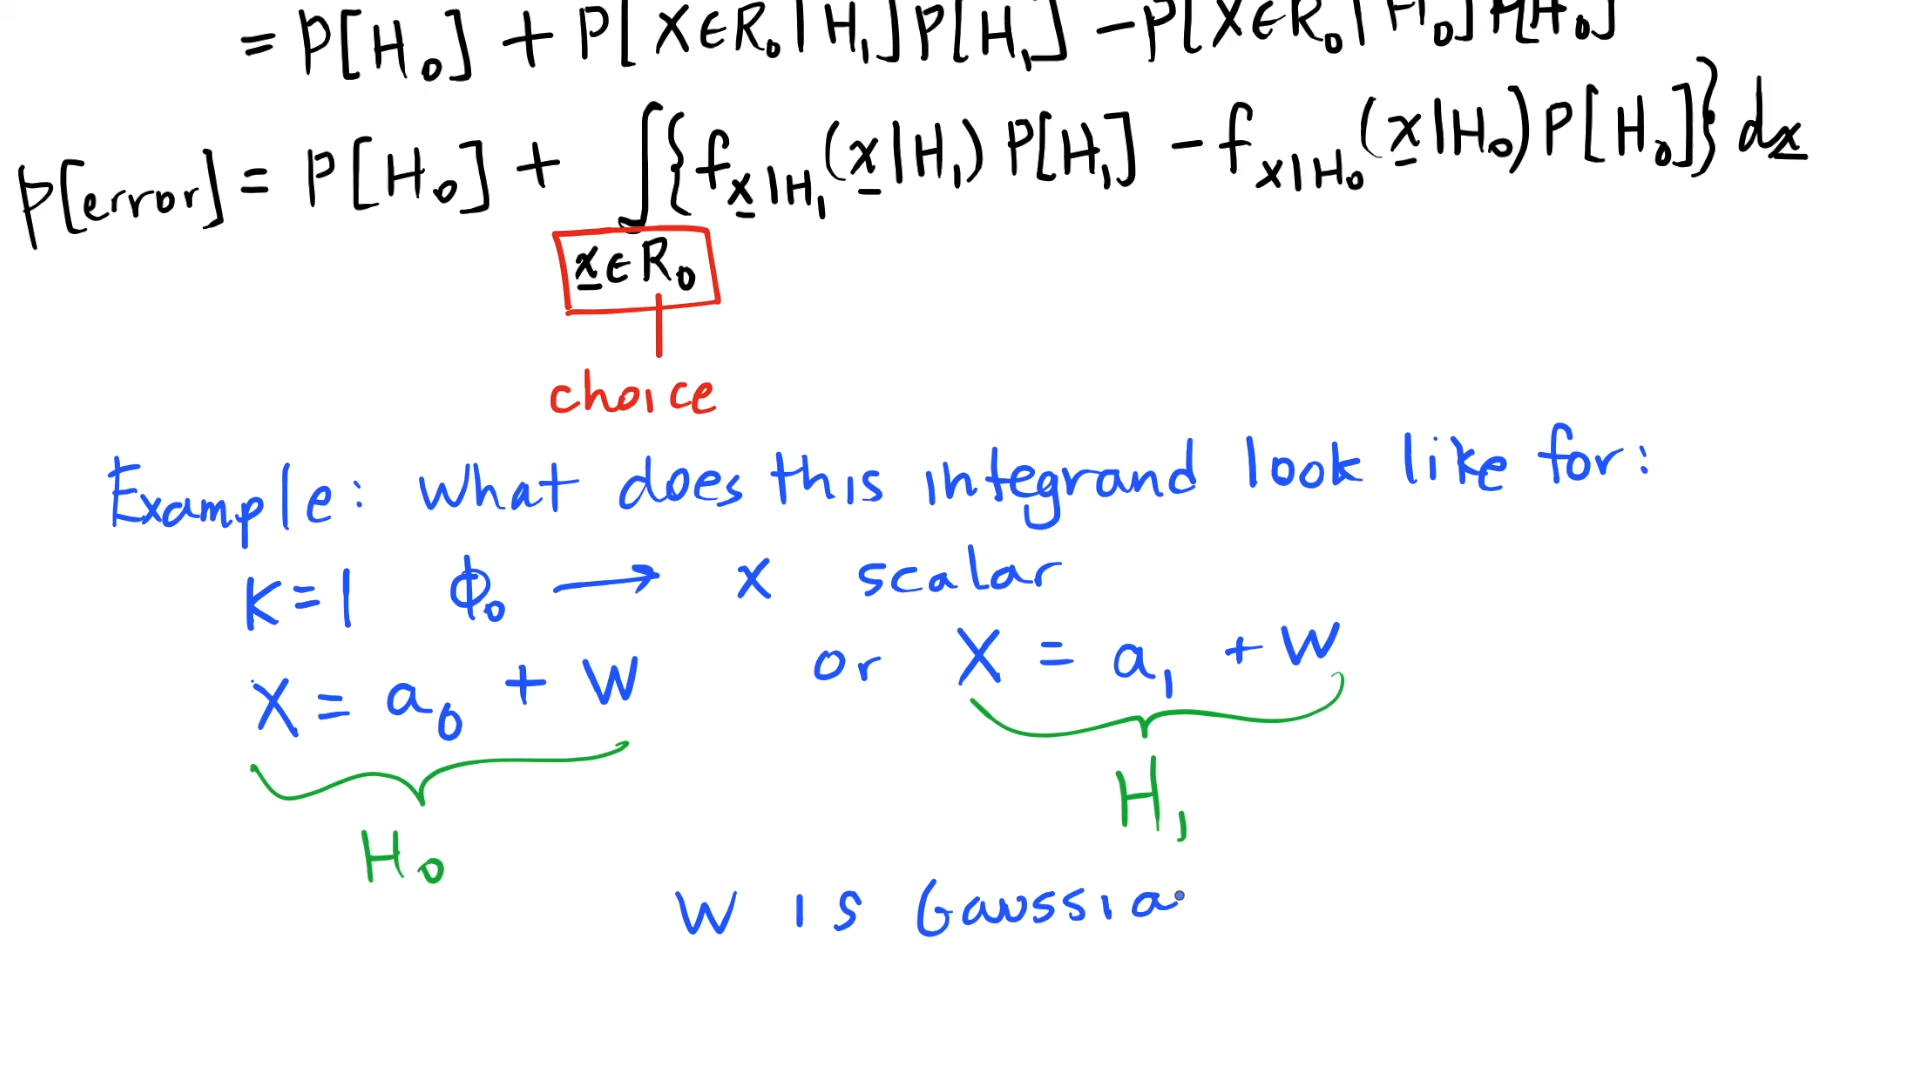 = P[H₀] + P[X∈R₀|H₁]P[H₁] − P[X∈R₀|H₀]P[H₀]
P[error] = P[H₀] + ∫{f_x̲|H₁(x̲|H₁) P[H₁] − f_x|H₀(x̲|H₀) P[H₀]} dx̲
x̲∈R₀
choice
Example: What does this integrand look like for:
K=1 ϕ₀ ⟶ x scalar
X = a₀ + W or X = a₁ + W
H₀ H₁
W is Gaussia